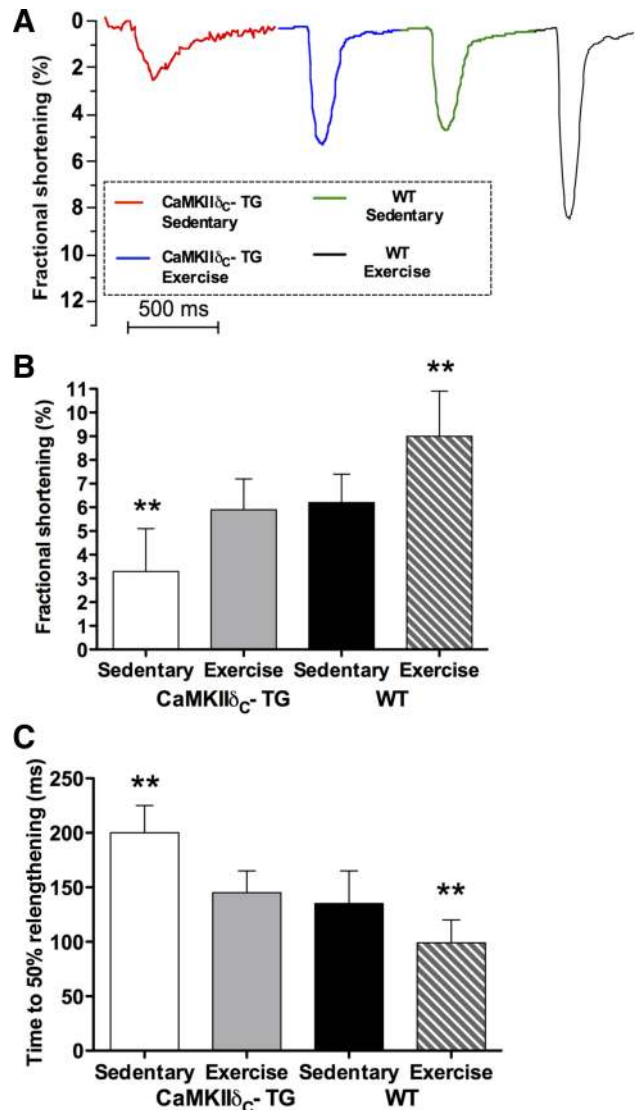 A
Fractional shortening (%)
0
2
4
6
8
10
12
CaMKIIδC- TG
Sedentary
WT
Sedentary
CaMKIIδC- TG
Exercise
WT
Exercise
500 ms
B
Fractional shortening (%)
11
10
9
8
7
6
5
4
3
2
1
0
**
**
Sedentary Exercise Sedentary Exercise
CaMKIIδC- TG WT
C
Time to 50% relengthening (ms)
250
200
150
100
50
0
**
**
Sedentary Exercise Sedentary Exercise
CaMKIIδC- TG WT